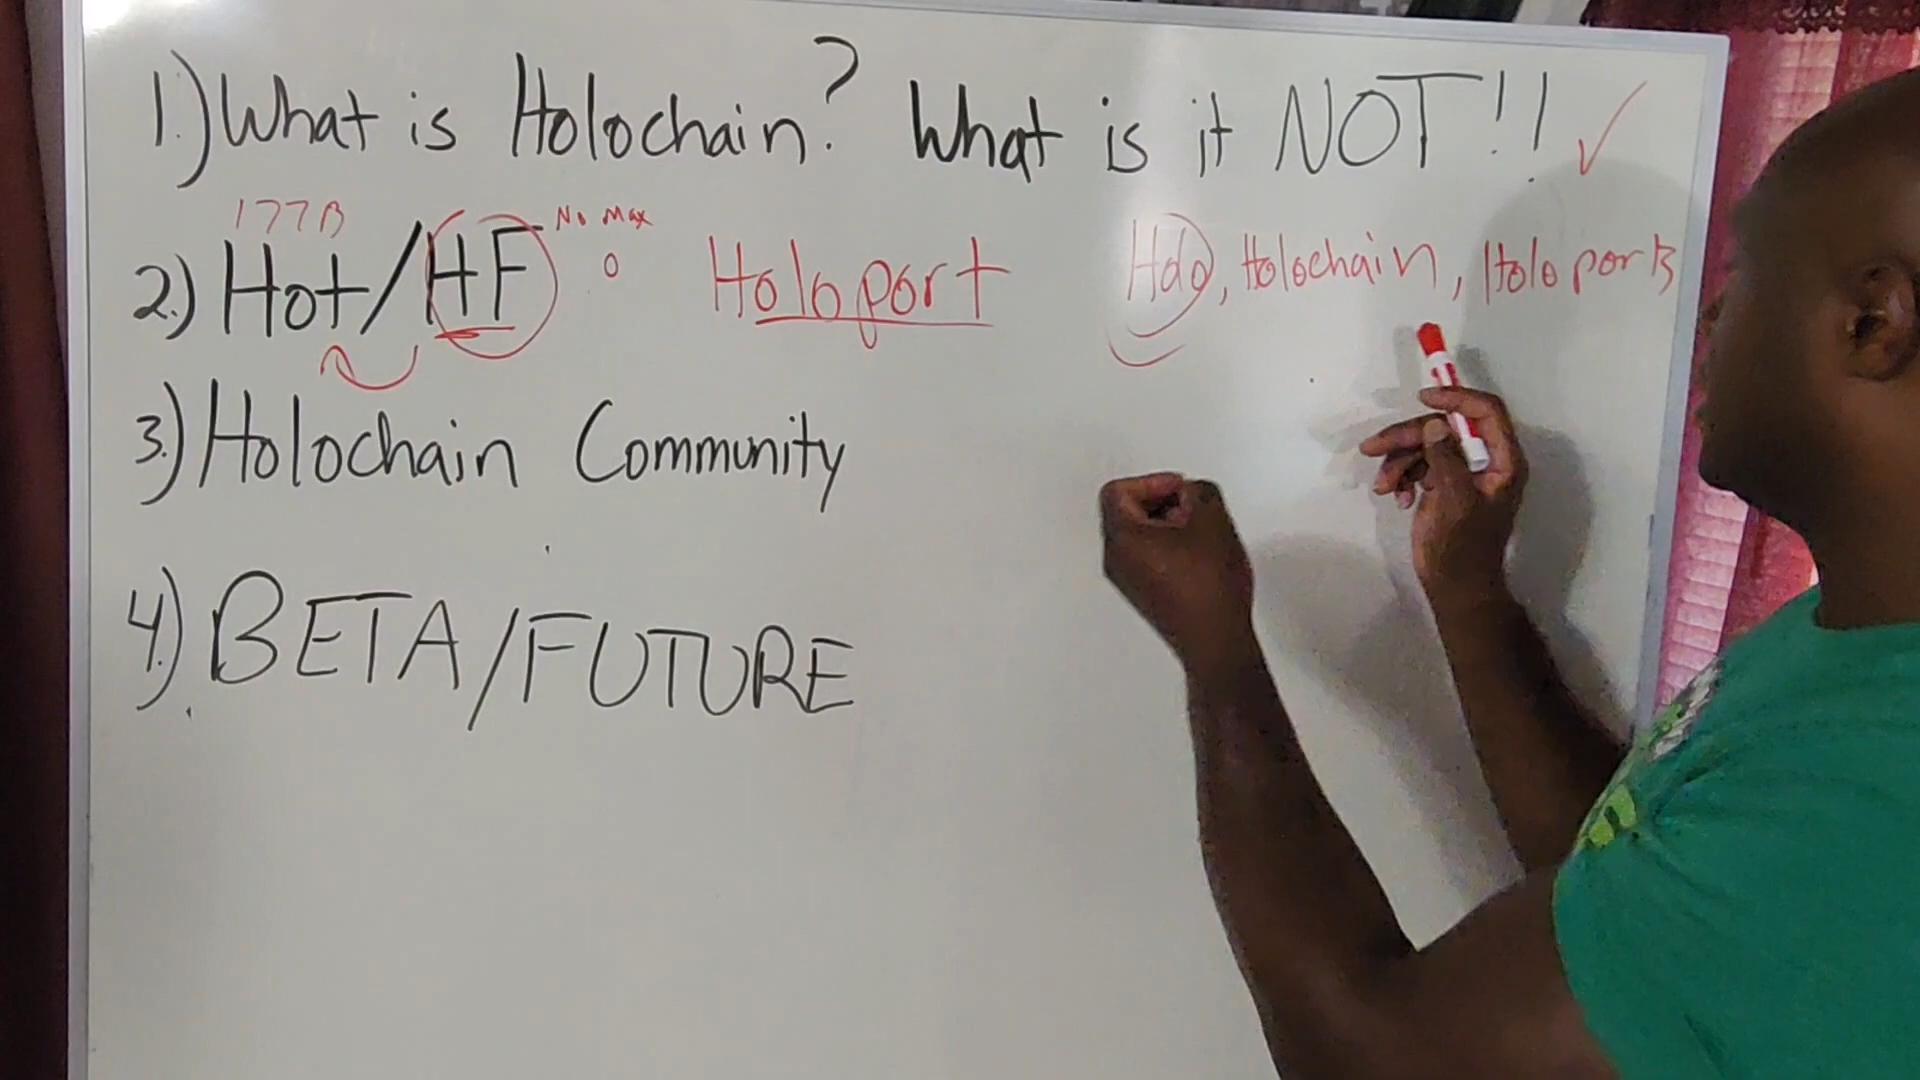 1.) What is Holochain? What is it NOT!! ✓
177B No Max
2.) Hot/HF 0 Holoport Holo, Holochain, Holoports
3.) Holochain Community
4.) BETA/FUTURE